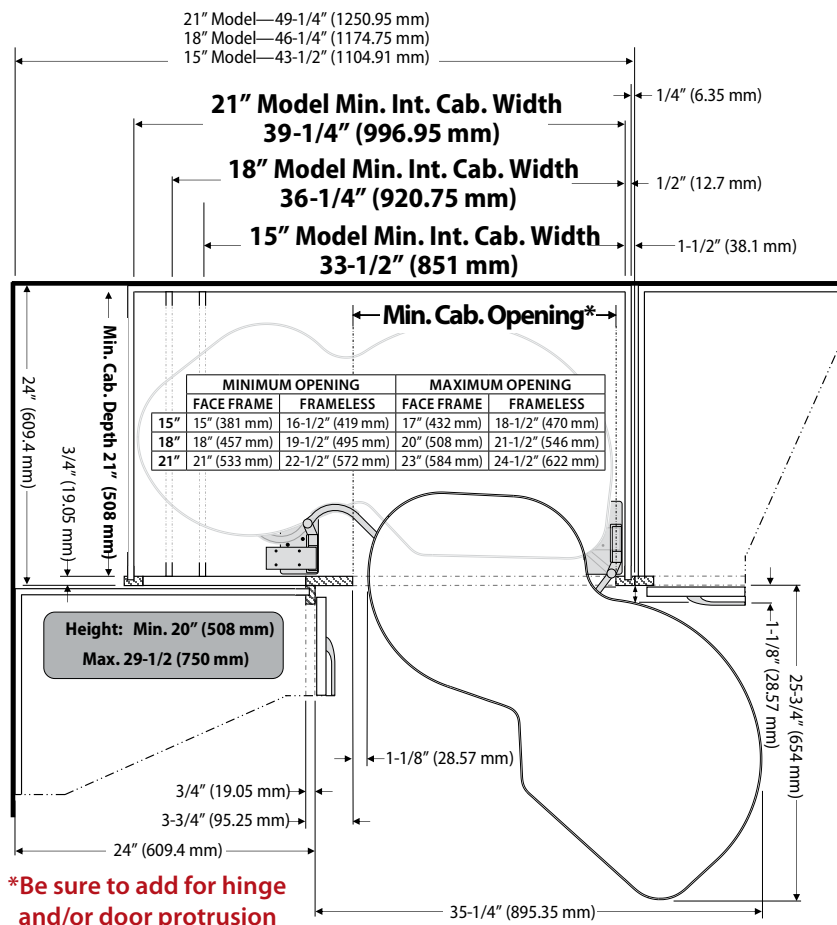 21” Model—49-1/4” (1250.95 mm)
18” Model—46-1/4” (1174.75 mm)
15” Model—43-1/2” (1104.91 mm)
1/4” (6.35 mm)
21” Model Min. Int. Cab. Width
39-1/4” (996.95 mm)
18” Model Min. Int. Cab. Width
36-1/4” (920.75 mm)
1/2” (12.7 mm)
15” Model Min. Int. Cab. Width
33-1/2” (851 mm)
1-1/2” (38.1 mm)
Min. Cab. Opening*
24” (609.4 mm)
3/4” (19.05 mm)
Min. Cab. Depth 21” (508 mm)
MINIMUM OPENING MAXIMUM OPENING
FACE FRAME FRAMELESS FACE FRAME FRAMELESS
15” 15” (381 mm) 16-1/2” (419 mm) 17” (432 mm) 18-1/2” (470 mm)
18” 18” (457 mm) 19-1/2” (495 mm) 20” (508 mm) 21-1/2” (546 mm)
21” 21” (533 mm) 22-1/2” (572 mm) 23” (584 mm) 24-1/2” (622 mm)
Height: Min. 20” (508 mm)
Max. 29-1/2 (750 mm)
1-1/8” (28.57 mm)
25-3/4” (654 mm)
1-1/8” (28.57 mm)
3/4” (19.05 mm)
3-3/4” (95.25 mm)
24” (609.4 mm)
*Be sure to add for hinge
and/or door protrusion
35-1/4” (895.35 mm)